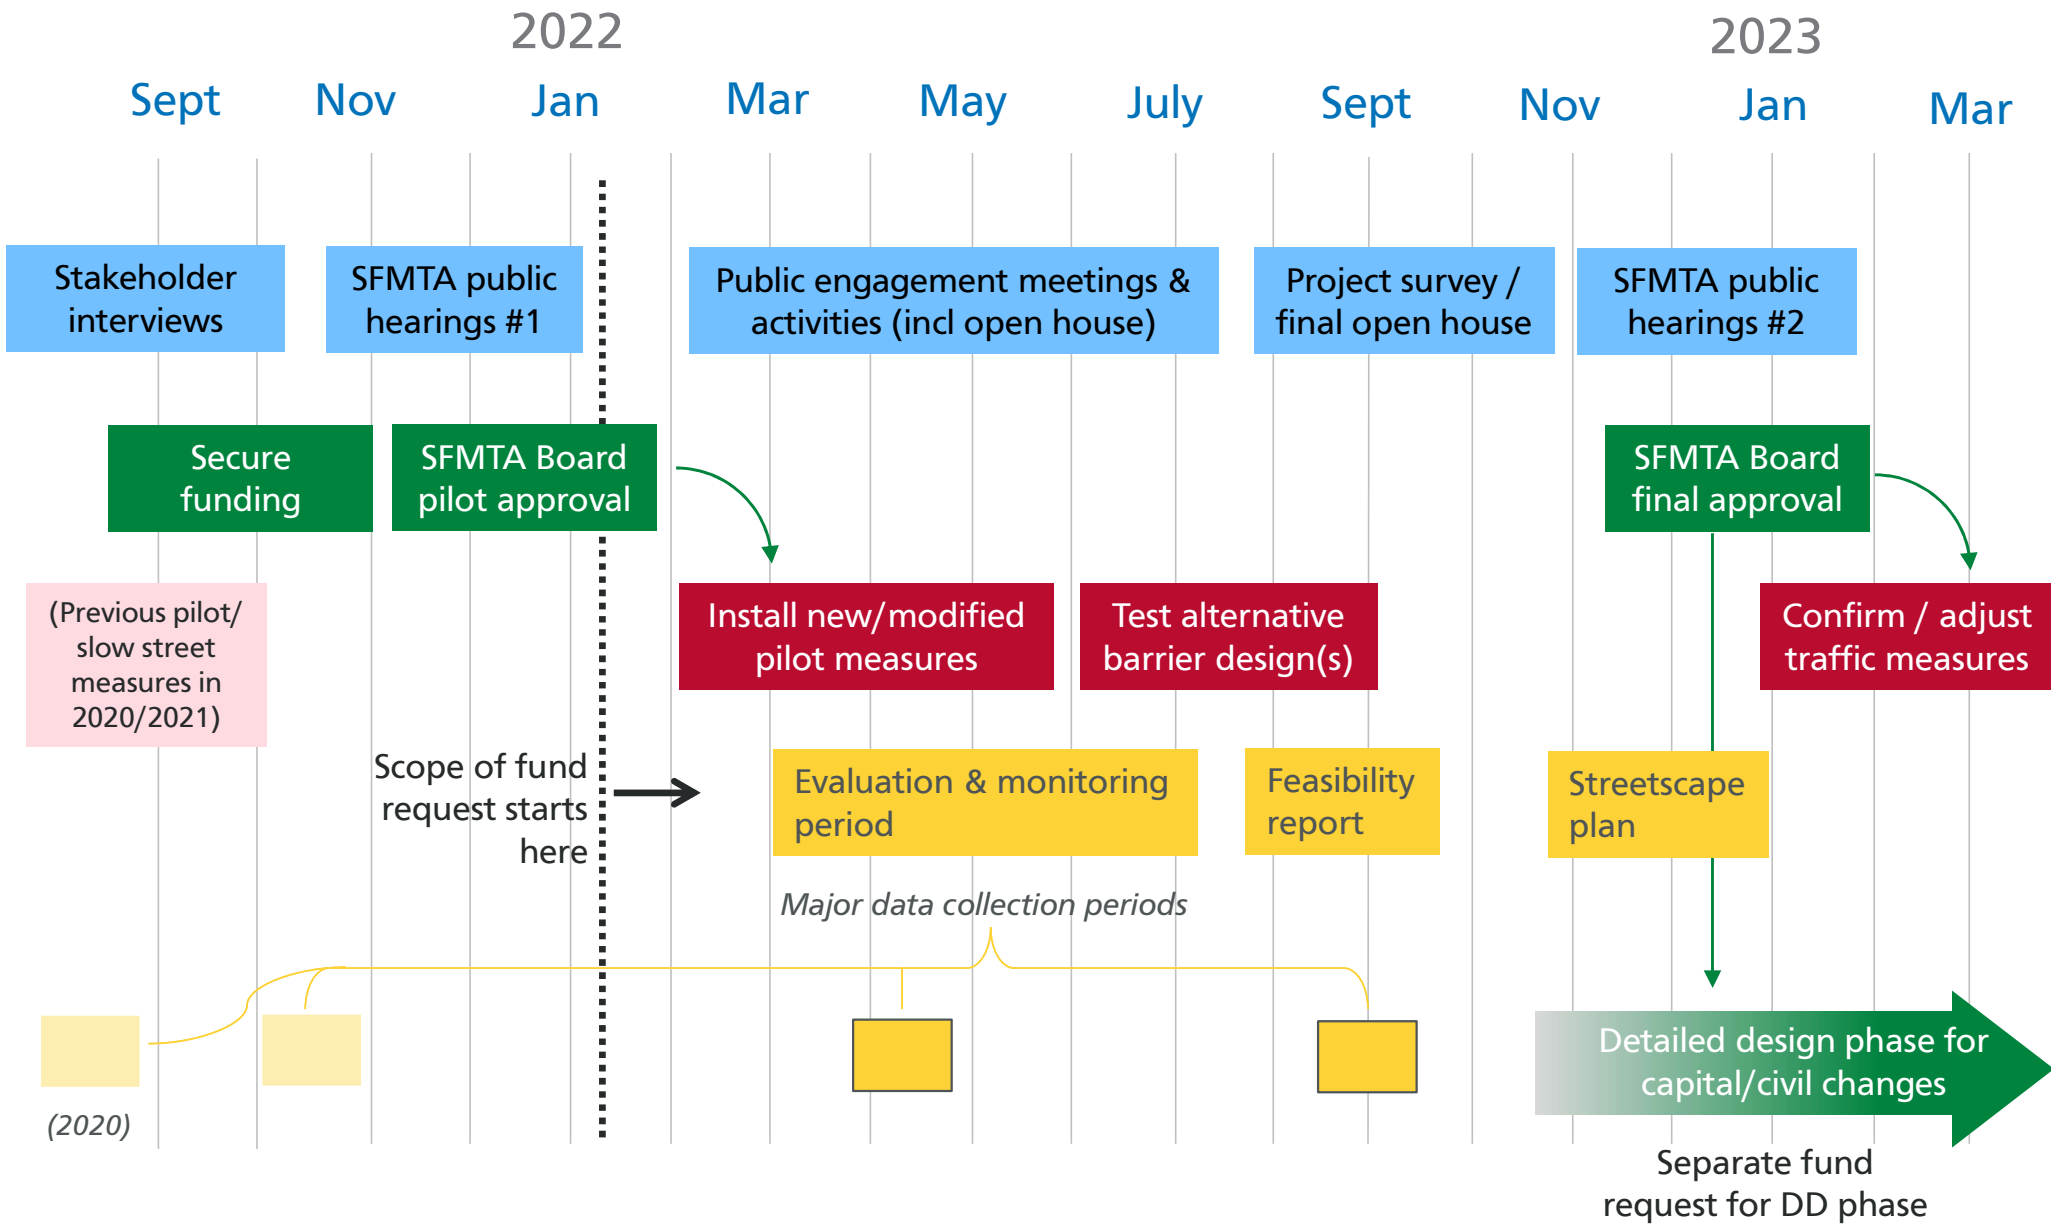 2022
2023
Sept
Nov
Jan
Mar
May
July
Sept
Nov
Jan
Mar
Stakeholder
interviews
SFMTA public
hearings #1
Public engagement meetings &
activities (incl open house)
Project survey /
final open house
SFMTA public
hearings #2
Secure
funding
SFMTA Board
pilot approval
SFMTA Board
final approval
(Previous pilot/
slow street
measures in
2020/2021)
Install new/modified
pilot measures
Test alternative
barrier design(s)
Confirm / adjust
traffic measures
Scope of fund
request starts
here
Evaluation & monitoring
period
Feasibility
report
Streetscape
plan
Major data collection periods
(2020)
Detailed design phase for
capital/civil changes
Separate fund
request for DD phase